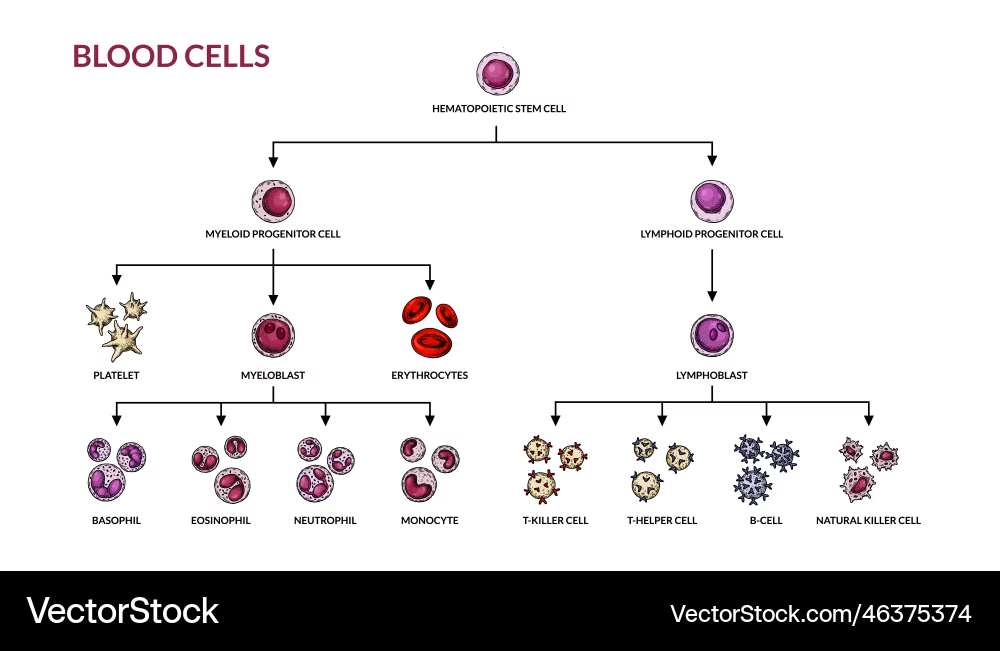 BLOOD CELLS
HEMATOPOIETIC STEM CELL
MYELOID PROGENITOR CELL
LYMPHOID PROGENITOR CELL
PLATELET
MYELOBLAST
ERYTHROCYTES
LYMPHOBLAST
BASOPHIL
EOSINOPHIL
NEUTROPHIL
MONOCYTE
T-KILLER CELL
T-HELPER CELL
B-CELL
NATURAL KILLER CELL
VectorStock
VectorStock.com/46375374